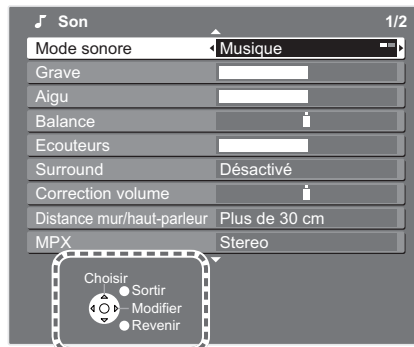 Son 1/2
Mode sonore Musique
Grave
Aigu
Balance
Ecouteurs
Surround Désactivé
Correction volume
Distance mur/haut-parleur Plus de 30 cm
MPX Stereo
Choisir
Sortir
Modifier
Revenir